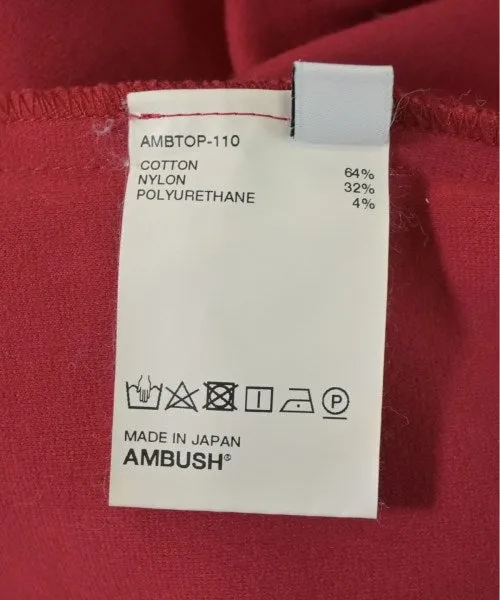 AMBTOP-110
COTTON 64%
NYLON 32%
POLYURETHANE 4%
P
MADE IN JAPAN
AMBUSH®